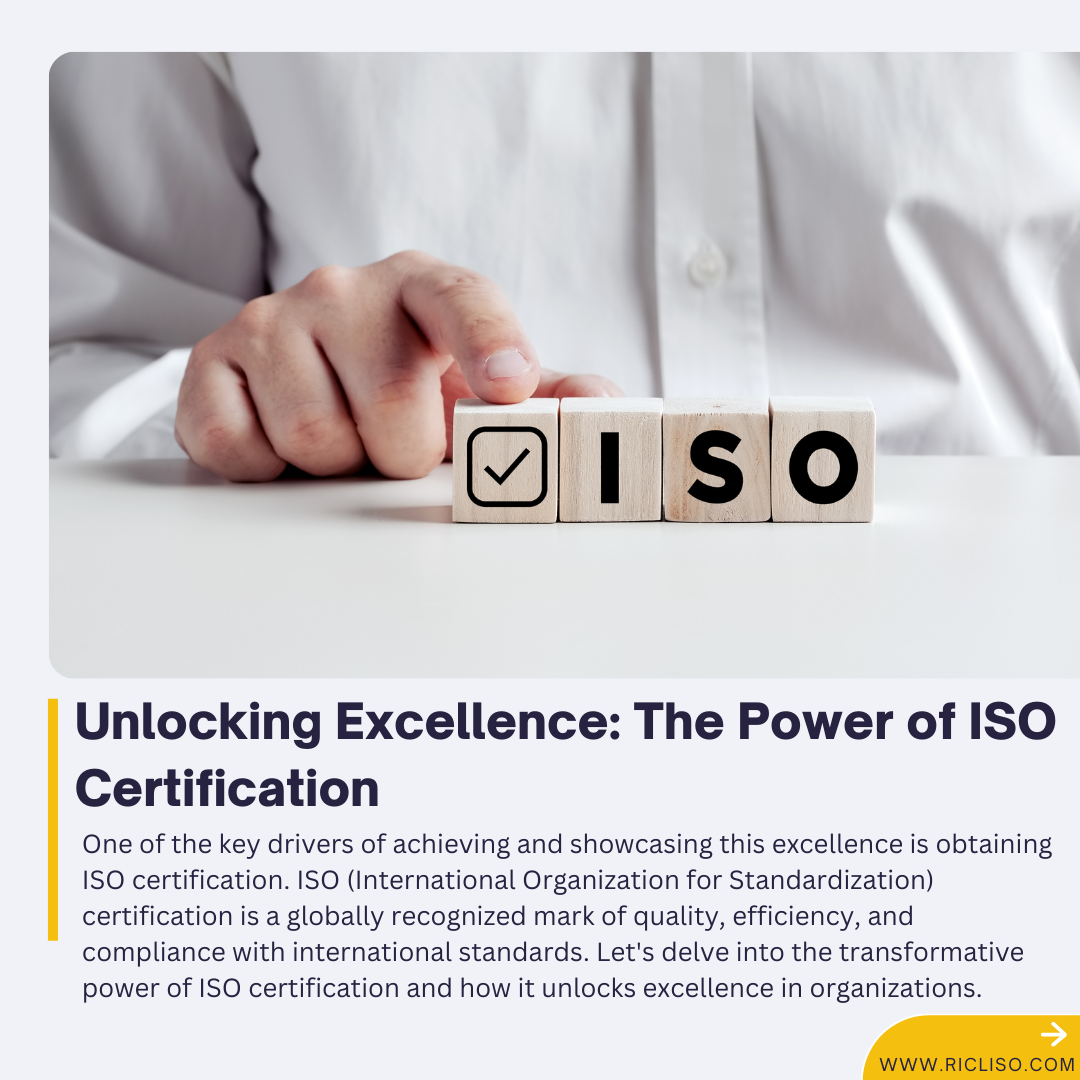 ISO
Unlocking Excellence: The Power of ISO
Certification
One of the key drivers of achieving and showcasing this excellence is obtaining
ISO certification. ISO (International Organization for Standardization)
certification is a globally recognized mark of quality, efficiency, and
compliance with international standards. Let's delve into the transformative
power of ISO certification and how it unlocks excellence in organizations.
WWW.RICLISO.COM